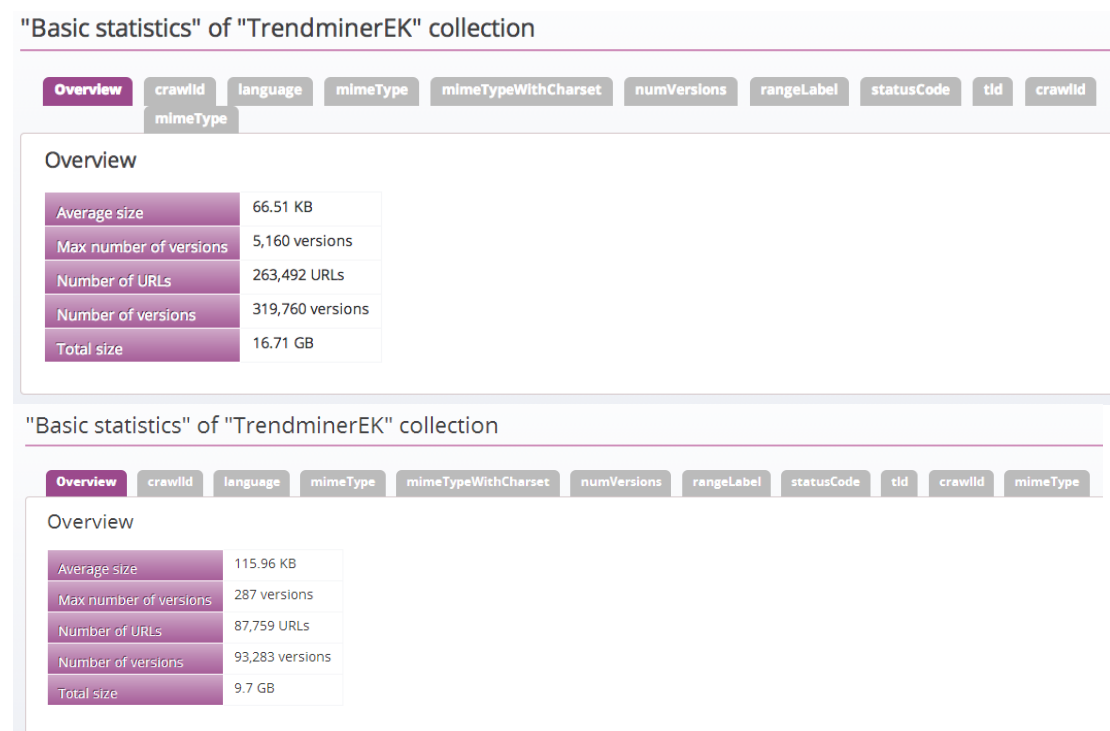 "Basic statistics" of "TrendminerEK" collection
Overview crawlId language mimeType mimeTypeWithCharset numVersions rangeLabel statusCode tld crawlId
mimeType
Overview
Average size 66.51 KB
Max number of versions 5,160 versions
Number of URLs 263,492 URLs
Number of versions 319,760 versions
Total size 16.71 GB
"Basic statistics" of "TrendminerEK" collection
Overview crawlId language mimeType mimeTypeWithCharset numVersions rangeLabel statusCode tld crawlId mimeType
Overview
Average size 115.96 KB
Max number of versions 287 versions
Number of URLs 87,759 URLs
Number of versions 93,283 versions
Total size 9.7 GB